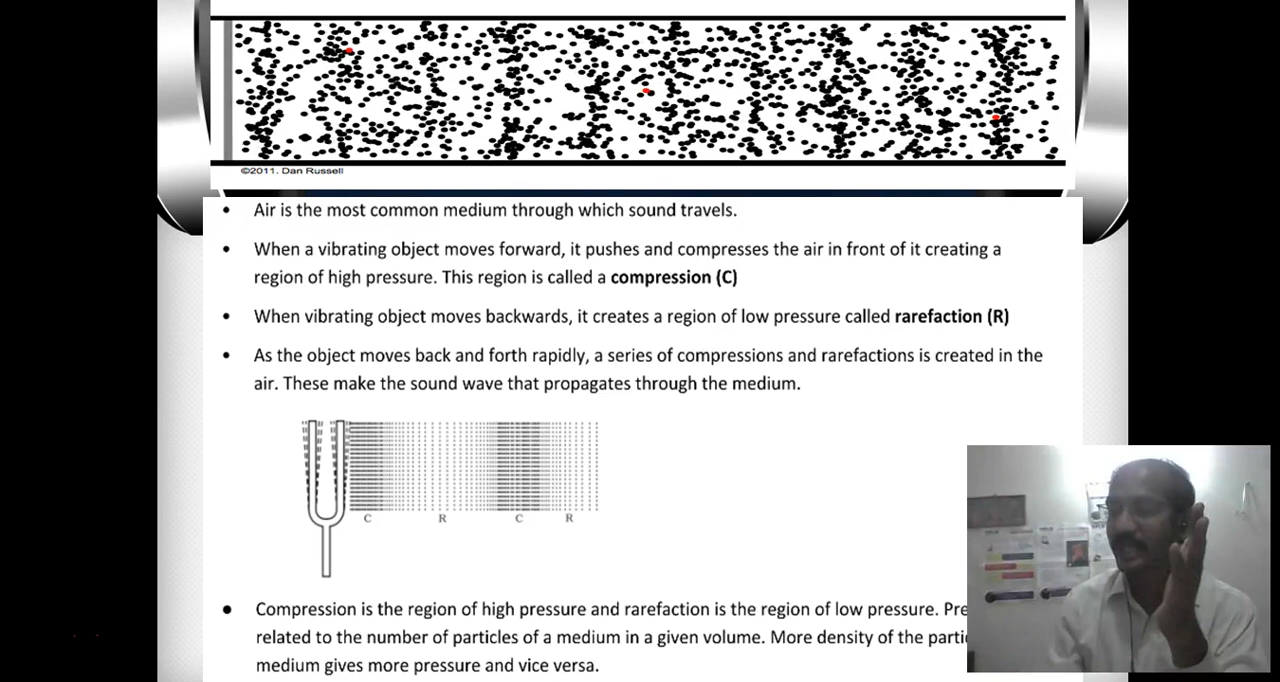 ©2011. Dan Russell
• Air is the most common medium through which sound travels.
• When a vibrating object moves forward, it pushes and compresses the air in front of it creating a
region of high pressure. This region is called a compression (C)
• When vibrating object moves backwards, it creates a region of low pressure called rarefaction (R)
• As the object moves back and forth rapidly, a series of compressions and rarefactions is created in the
air. These make the sound wave that propagates through the medium.
C R C R
• Compression is the region of high pressure and rarefaction is the region of low pressure.
related to the number of particles of a medium in a given volume. More density of the
medium gives more pressure and vice versa.